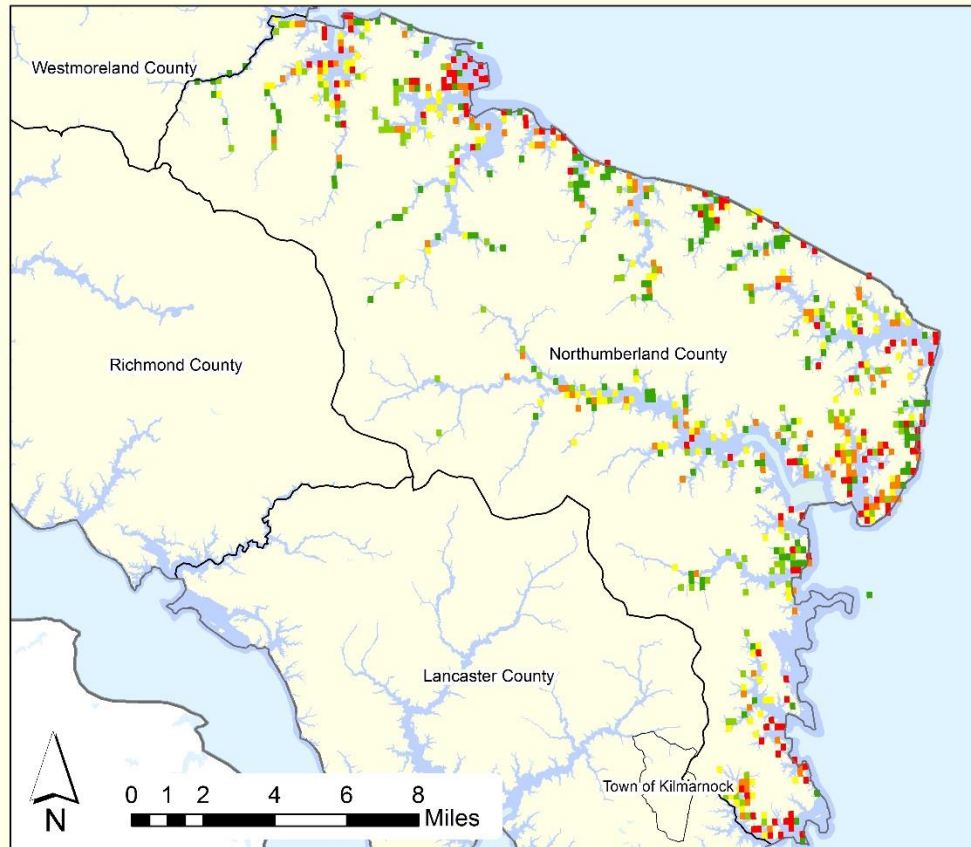 Westmoreland County
Richmond County
Northumberland County
Lancaster County
Town of Kilmarnock
N
0 1 2 4 6 8
Miles